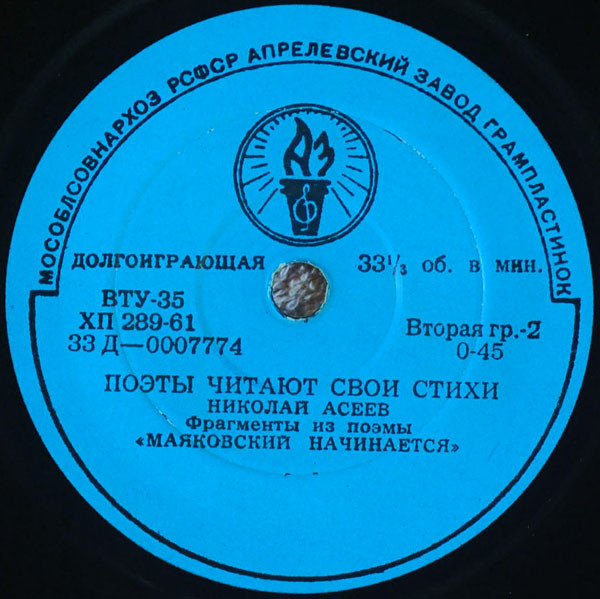 МОСОБЛСОВНАРХОЗ РСФСР АПРЕЛЕВСКИЙ ЗАВОД ГРАМПЛАСТИНОК
АЗ
ДОЛГОИГРАЮЩАЯ 33⅓ об. в мин.
ВТУ-35
ХП 289-61 Вторая гр.-2
33 Д—0007774 0-45
ПОЭТЫ ЧИТАЮТ СВОИ СТИХИ
НИКОЛАЙ АСЕЕВ
Фрагменты из поэмы
«МАЯКОВСКИЙ НАЧИНАЕТСЯ»